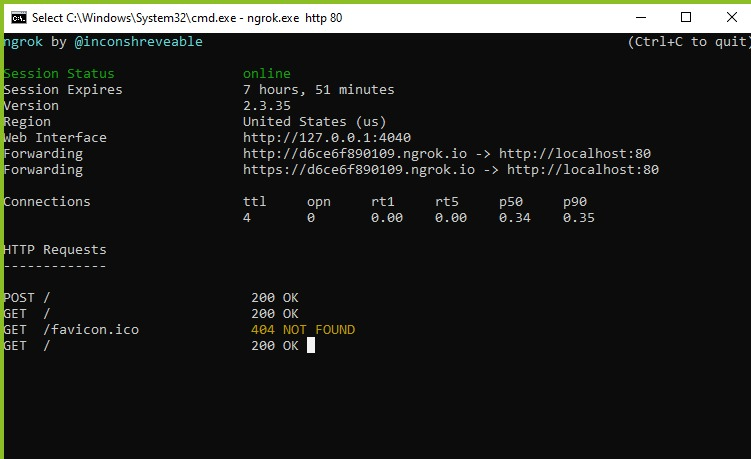 Select C:\Windows\System32\cmd.exe - ngrok.exe  http 80
ngrok by @inconshreveable (Ctrl+C to quit)
Session Status online
Session Expires 7 hours, 51 minutes
Version 2.3.35
Region United States (us)
Web Interface http://127.0.0.1:4040
Forwarding http://d6ce6f890109.ngrok.io -> http://localhost:80
Forwarding https://d6ce6f890109.ngrok.io -> http://localhost:80
Connections ttl opn rt1 rt5 p50 p90
4 0 0.00 0.00 0.34 0.35
HTTP Requests
-------------
POST / 200 OK
GET / 200 OK
GET /favicon.ico 404 NOT FOUND
GET / 200 OK